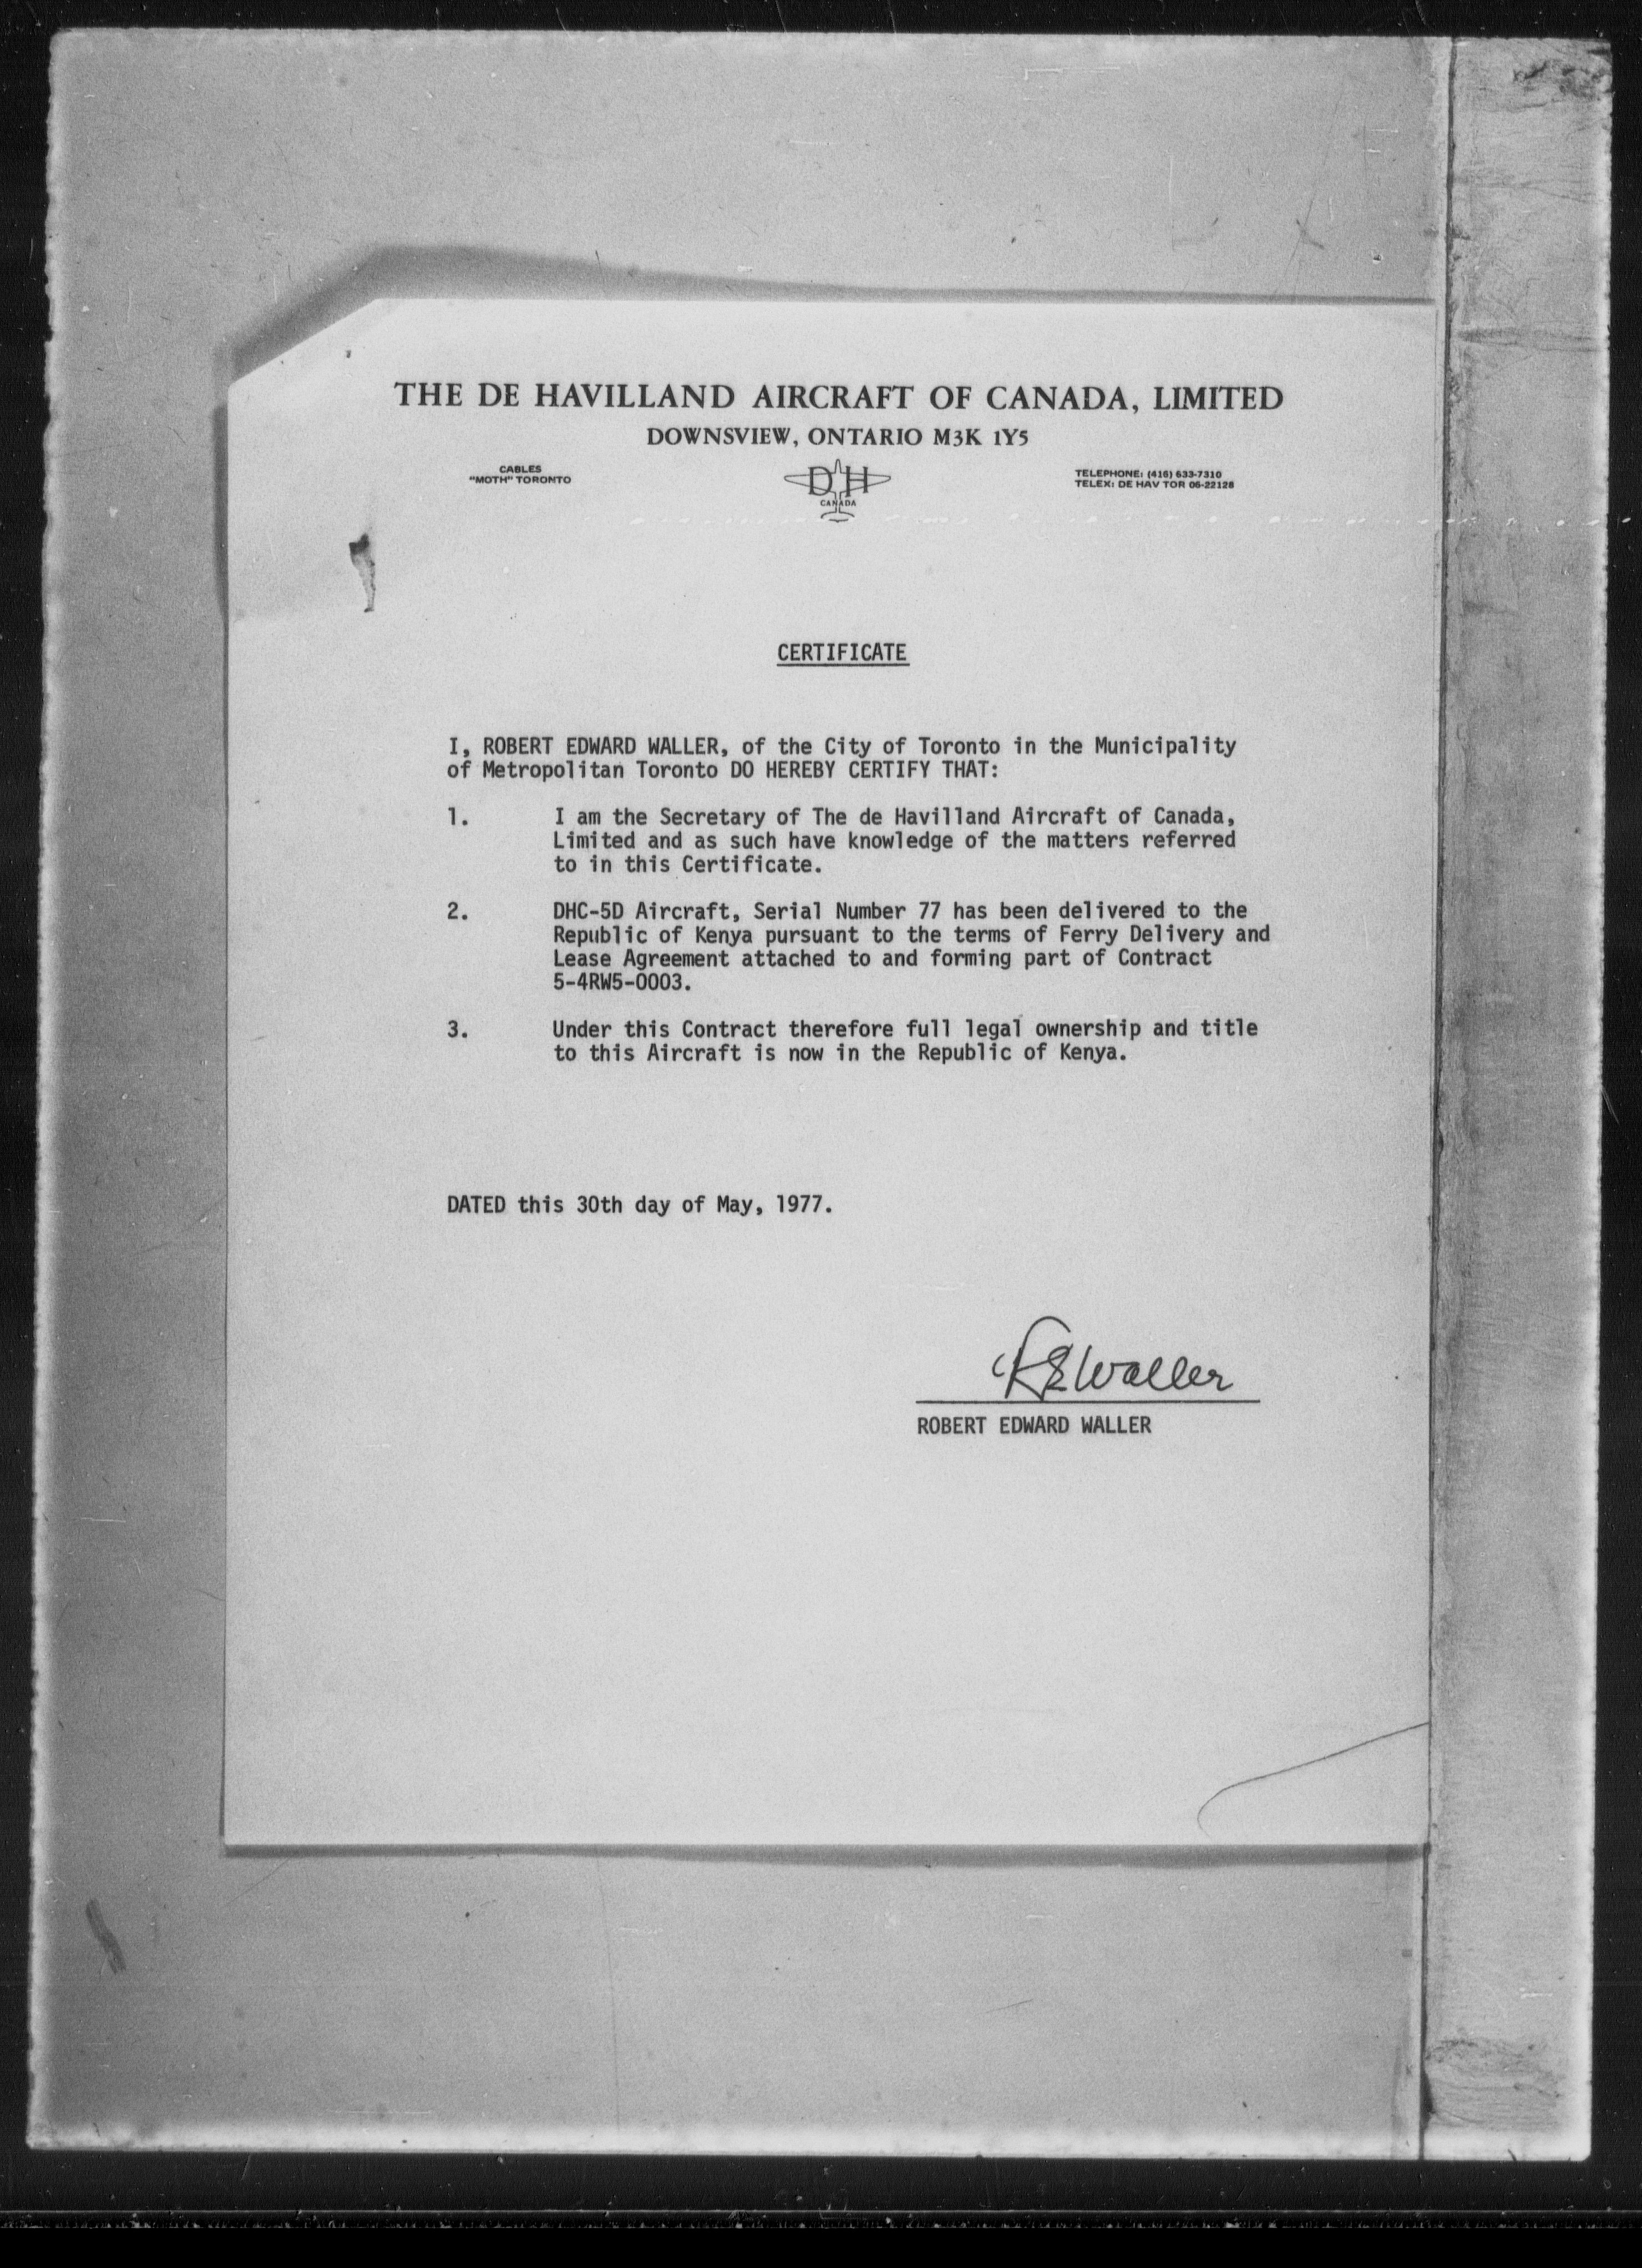 THE DE HAVILLAND AIRCRAFT OF CANADA, LIMITED
DOWNSVIEW, ONTARIO M3K 1Y5
CABLES
"MOTH" TORONTO
DH
CANADA
TELEPHONE: (416) 633-7310
TELEX: DE HAV TOR 06-22128
CERTIFICATE
I, ROBERT EDWARD WALLER, of the City of Toronto in the Municipality
of Metropolitan Toronto DO HEREBY CERTIFY THAT:
1. I am the Secretary of The de Havilland Aircraft of Canada,
Limited and as such have knowledge of the matters referred
to in this Certificate.
2. DHC-5D Aircraft, Serial Number 77 has been delivered to the
Republic of Kenya pursuant to the terms of Ferry Delivery and
Lease Agreement attached to and forming part of Contract
5-4RW5-0003.
3. Under this Contract therefore full legal ownership and title
to this Aircraft is now in the Republic of Kenya.
DATED this 30th day of May, 1977.
RE Waller
ROBERT EDWARD WALLER